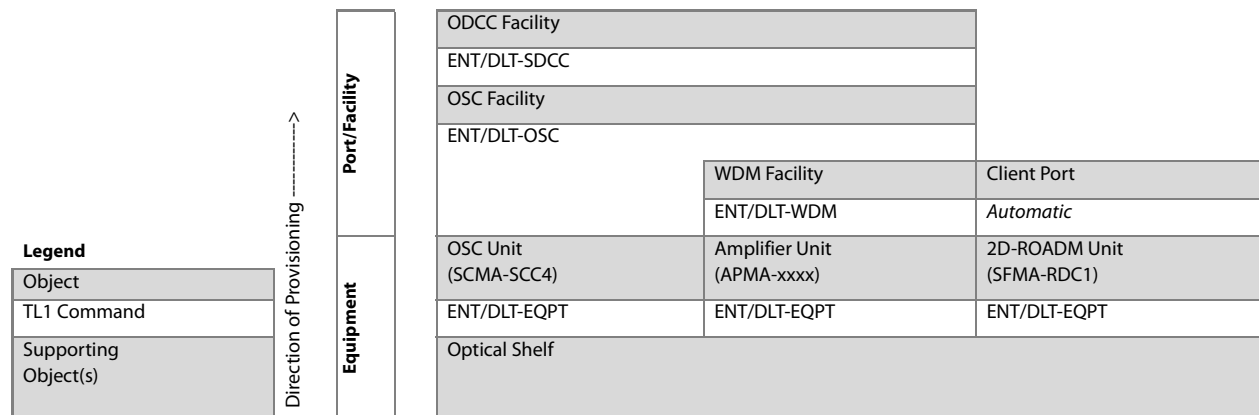 Legend
Object
TL1 Command
Supporting
Object(s)
Direction of Provisioning ------------->
Port/Facility
Equipment
ODCC Facility
ENT/DLT-SDCC
OSC Facility
ENT/DLT-OSC
WDM Facility
Client Port
ENT/DLT-WDM
Automatic
OSC Unit
(SCMA-SCC4)
Amplifier Unit
(APMA-xxxx)
2D-ROADM Unit
(SFMA-RDC1)
ENT/DLT-EQPT
ENT/DLT-EQPT
ENT/DLT-EQPT
Optical Shelf